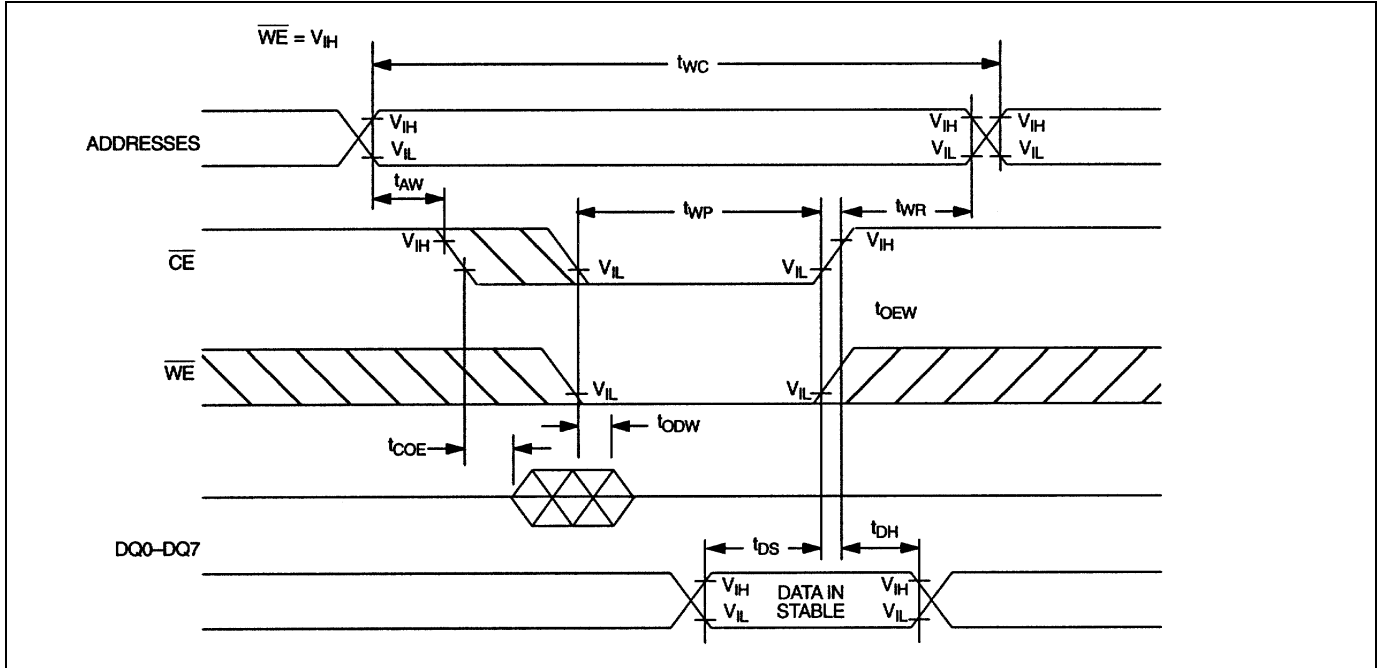 WE = VIH
tWC
ADDRESSES
VIH
VIL
VIH
VIL
VIH
VIL
tAW
tWP
tWR
CE
VIH
VIL
VIL
VIH
tOEW
WE
VIL
VIL
tCOE
tODW
DQ0–DQ7
tDS
tDH
VIH
VIL
DATA IN
STABLE
VIH
VIL